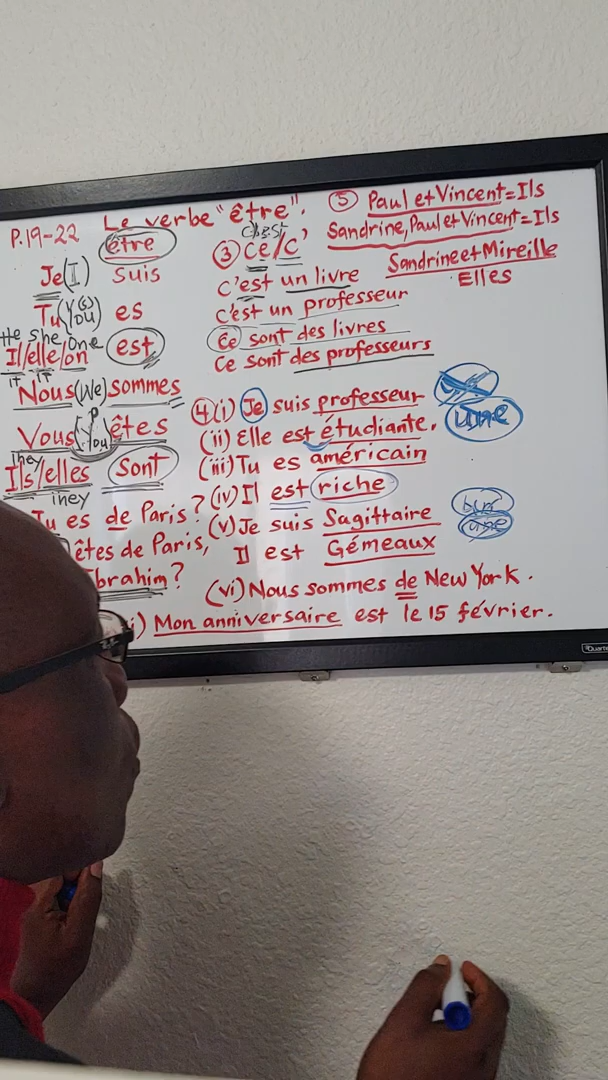 P.19-22 Le verbe "être".
être
Je (I) suis
Tu (You) (s) es
He She One
Il/elle/on est
it it
Nous (We) sommes
Vous (You) P êtes
They
Ils/elles sont
They
Tu es de Paris?
êtes de Paris,
brahim?
③ Ce/C'
C'est
c'est un livre
c'est un professeur
Ce sont des livres
Ce sont des professeurs
④ (i) Je suis professeur
(ii) Elle est étudiante. une
(iii) Tu es américain
(iv) Il est riche
(v) Je suis Sagittaire
une
Il est Gémeaux
(vi) Nous sommes de New York.
i) Mon anniversaire est le 15 février.
⑤ Paul et Vincent = Ils
Sandrine, Paul et Vincent = Ils
Sandrine et Mireille
Elles